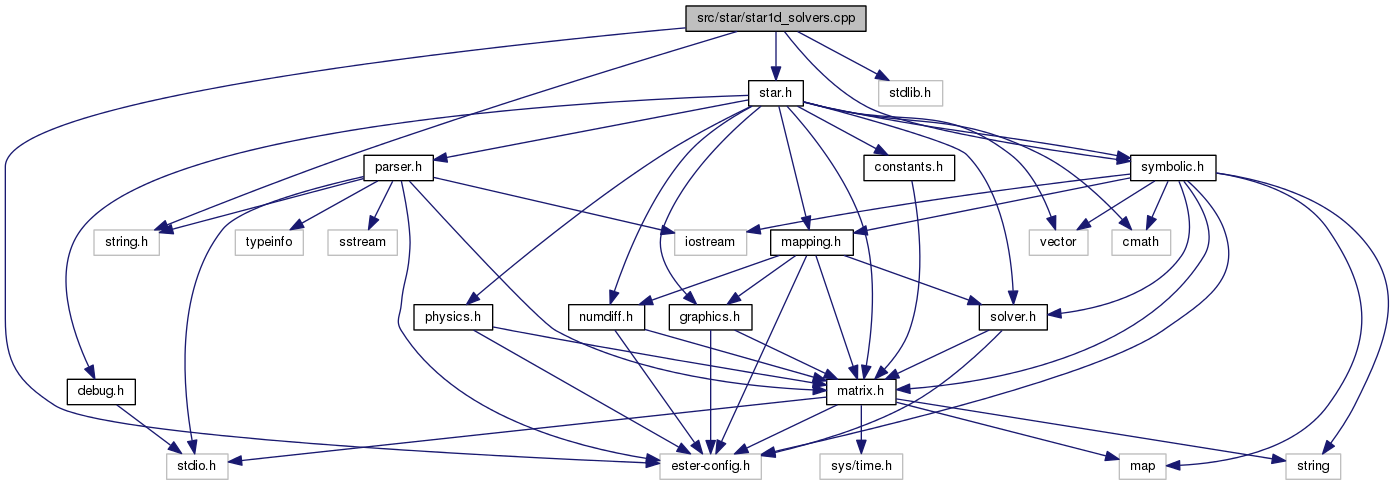 src/star/star1d_solvers.cpp
star.h
stdlib.h
parser.h
constants.h
symbolic.h
string.h
typeinfo
sstream
iostream
mapping.h
vector
cmath
physics.h
numdiff.h
graphics.h
solver.h
debug.h
matrix.h
stdio.h
ester-config.h
sys/time.h
map
string